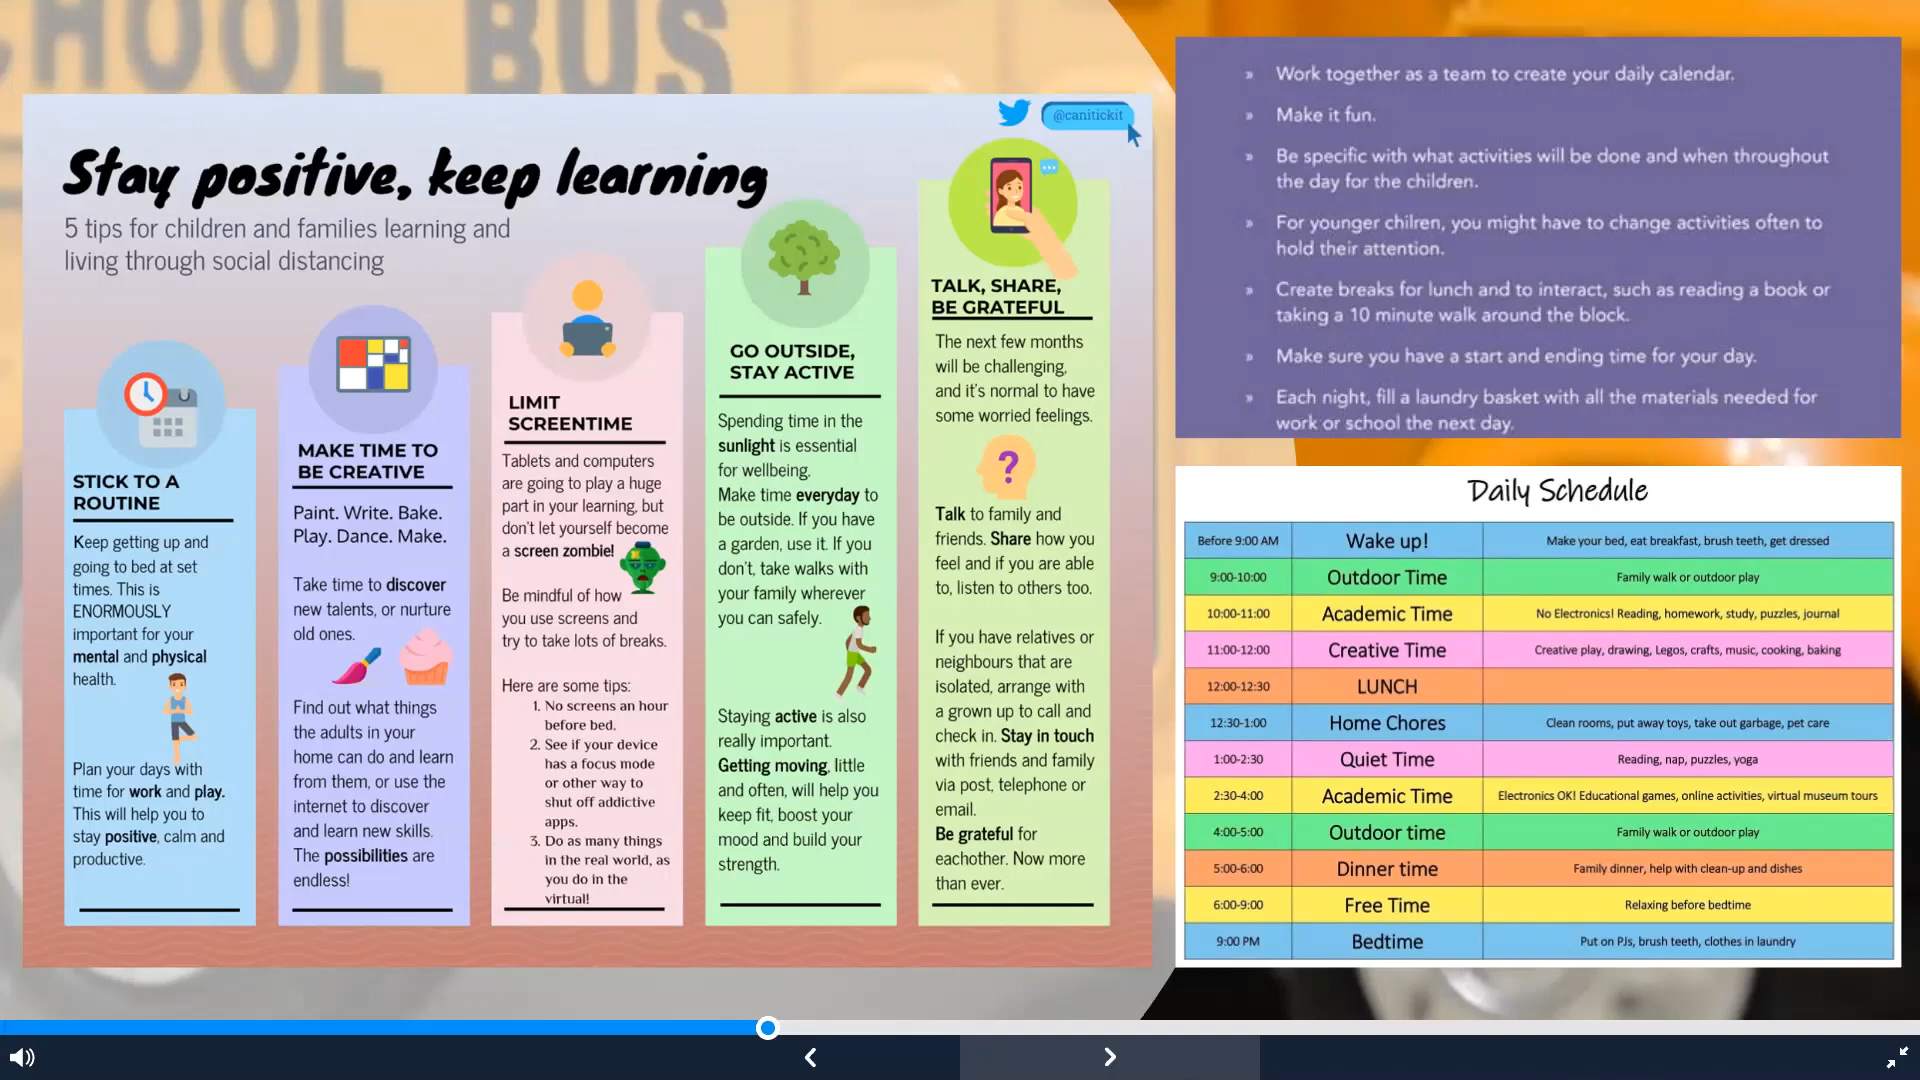 SCHOOL BUS
@canitickit
Stay positive, keep learning
5 tips for children and families learning and
living through social distancing
STICK TO A
ROUTINE
Keep getting up and
going to bed at set
times. This is
ENORMOUSLY
important for your
mental and physical
health.
Plan your days with
time for work and play.
This will help you to
stay positive, calm and
productive.
MAKE TIME TO
BE CREATIVE
Paint. Write. Bake.
Play. Dance. Make.
Take time to discover
new talents, or nurture
old ones.
Find out what things
the adults in your
home can do and learn
from them, or use the
internet to discover
and learn new skills.
The possibilities are
endless!
LIMIT
SCREENTIME
Tablets and computers
are going to play a huge
part in your learning, but
don't let yourself become
a screen zombie!
Be mindful of how
you use screens and
try to take lots of breaks.
Here are some tips:
1. No screens an hour
before bed.
2. See if your device
has a focus mode
or other way to
shut off addictive
apps.
3. Do as many things
in the real world, as
you do in the
virtual!
GO OUTSIDE,
STAY ACTIVE
Spending time in the
sunlight is essential
for wellbeing.
Make time everyday to
be outside. If you have
a garden, use it. If you
don't, take walks with
your family wherever
you can safely.
Staying active is also
really important.
Getting moving, little
and often, will help you
keep fit, boost your
mood and build your
strength.
TALK, SHARE,
BE GRATEFUL
The next few months
will be challenging,
and it's normal to have
some worried feelings.
?
Talk to family and
friends. Share how you
feel and if you are able
to, listen to others too.
If you have relatives or
neighbours that are
isolated, arrange with
a grown up to call and
check in. Stay in touch
with friends and family
via post, telephone or
email.
Be grateful for
eachother. Now more
than ever.
» Work together as a team to create your daily calendar.
» Make it fun.
» Be specific with what activities will be done and when throughout
the day for the children.
» For younger chilren, you might have to change activities often to
hold their attention.
» Create breaks for lunch and to interact, such as reading a book or
taking a 10 minute walk around the block.
» Make sure you have a start and ending time for your day.
» Each night, fill a laundry basket with all the materials needed for
work or school the next day.
Daily Schedule
Before 9:00 AM Wake up! Make your bed, eat breakfast, brush teeth, get dressed
9:00-10:00 Outdoor Time Family walk or outdoor play
10:00-11:00 Academic Time No Electronics! Reading, homework, study, puzzles, journal
11:00-12:00 Creative Time Creative play, drawing, Legos, crafts, music, cooking, baking
12:00-12:30 LUNCH
12:30-1:00 Home Chores Clean rooms, put away toys, take out garbage, pet care
1:00-2:30 Quiet Time Reading, nap, puzzles, yoga
2:30-4:00 Academic Time Electronics OK! Educational games, online activities, virtual museum tours
4:00-5:00 Outdoor time Family walk or outdoor play
5:00-6:00 Dinner time Family dinner, help with clean-up and dishes
6:00-9:00 Free Time Relaxing before bedtime
9:00 PM Bedtime Put on PJs, brush teeth, clothes in laundry